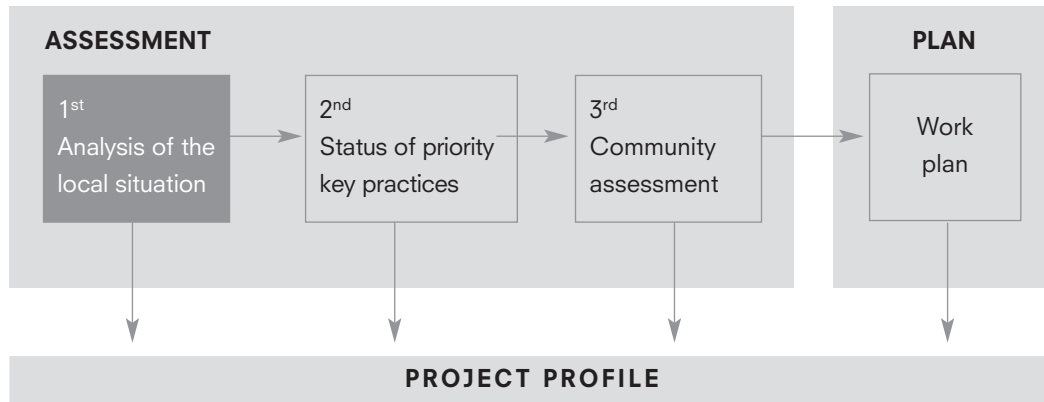 ASSESSMENT
PLAN
1st
Analysis of the
local situation
2nd
Status of priority
key practices
3rd
Community
assessment
Work
plan
PROJECT PROFILE